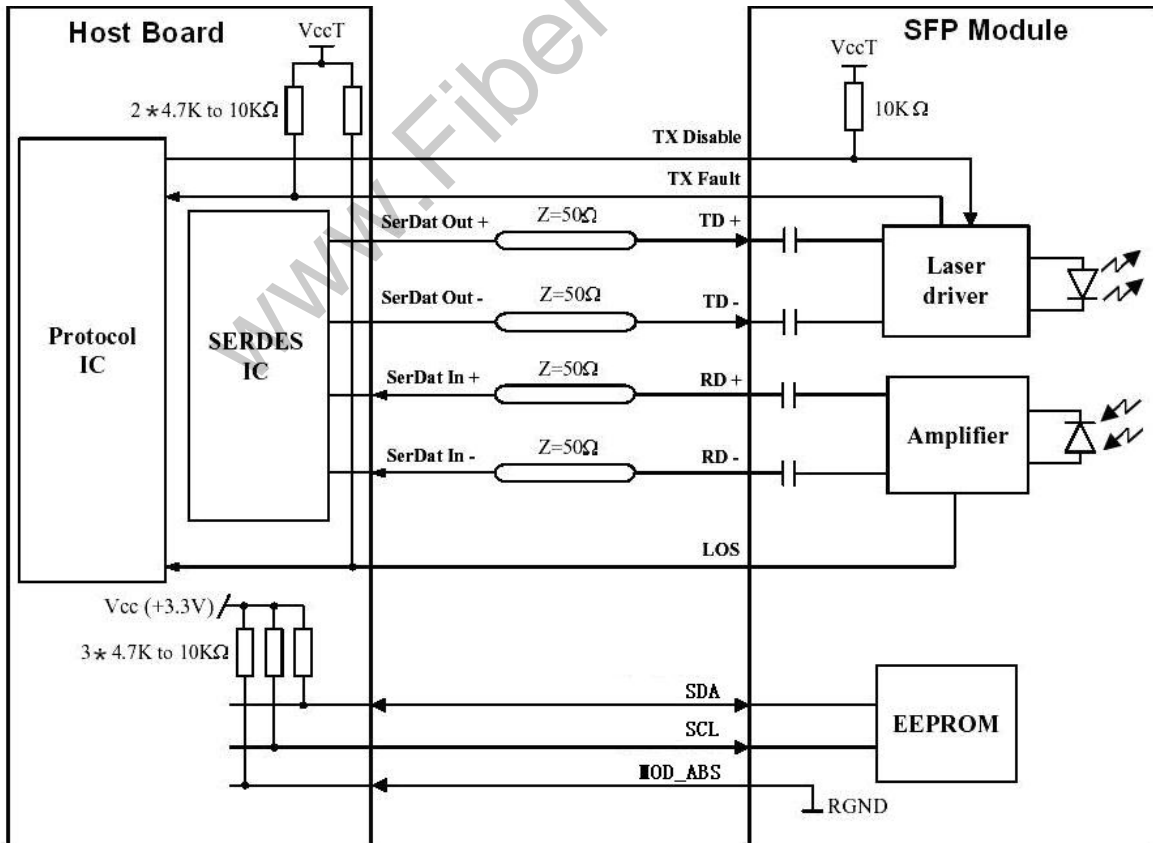 Host Board
SFP Module
VccT
VccT
2*4.7K to 10KΩ
10KΩ
TX Disable
TX Fault
SerDat Out +
Z=50Ω
TD +
SerDat Out -
Z=50Ω
TD -
Laser
driver
Protocol
IC
SERDES
IC
SerDat In +
Z=50Ω
RD +
SerDat In -
Z=50Ω
RD -
Amplifier
LOS
Vcc (+3.3V)
3*4.7K to 10KΩ
SDA
SCL
MOD_ABS
EEPROM
RGND
www.Fiber